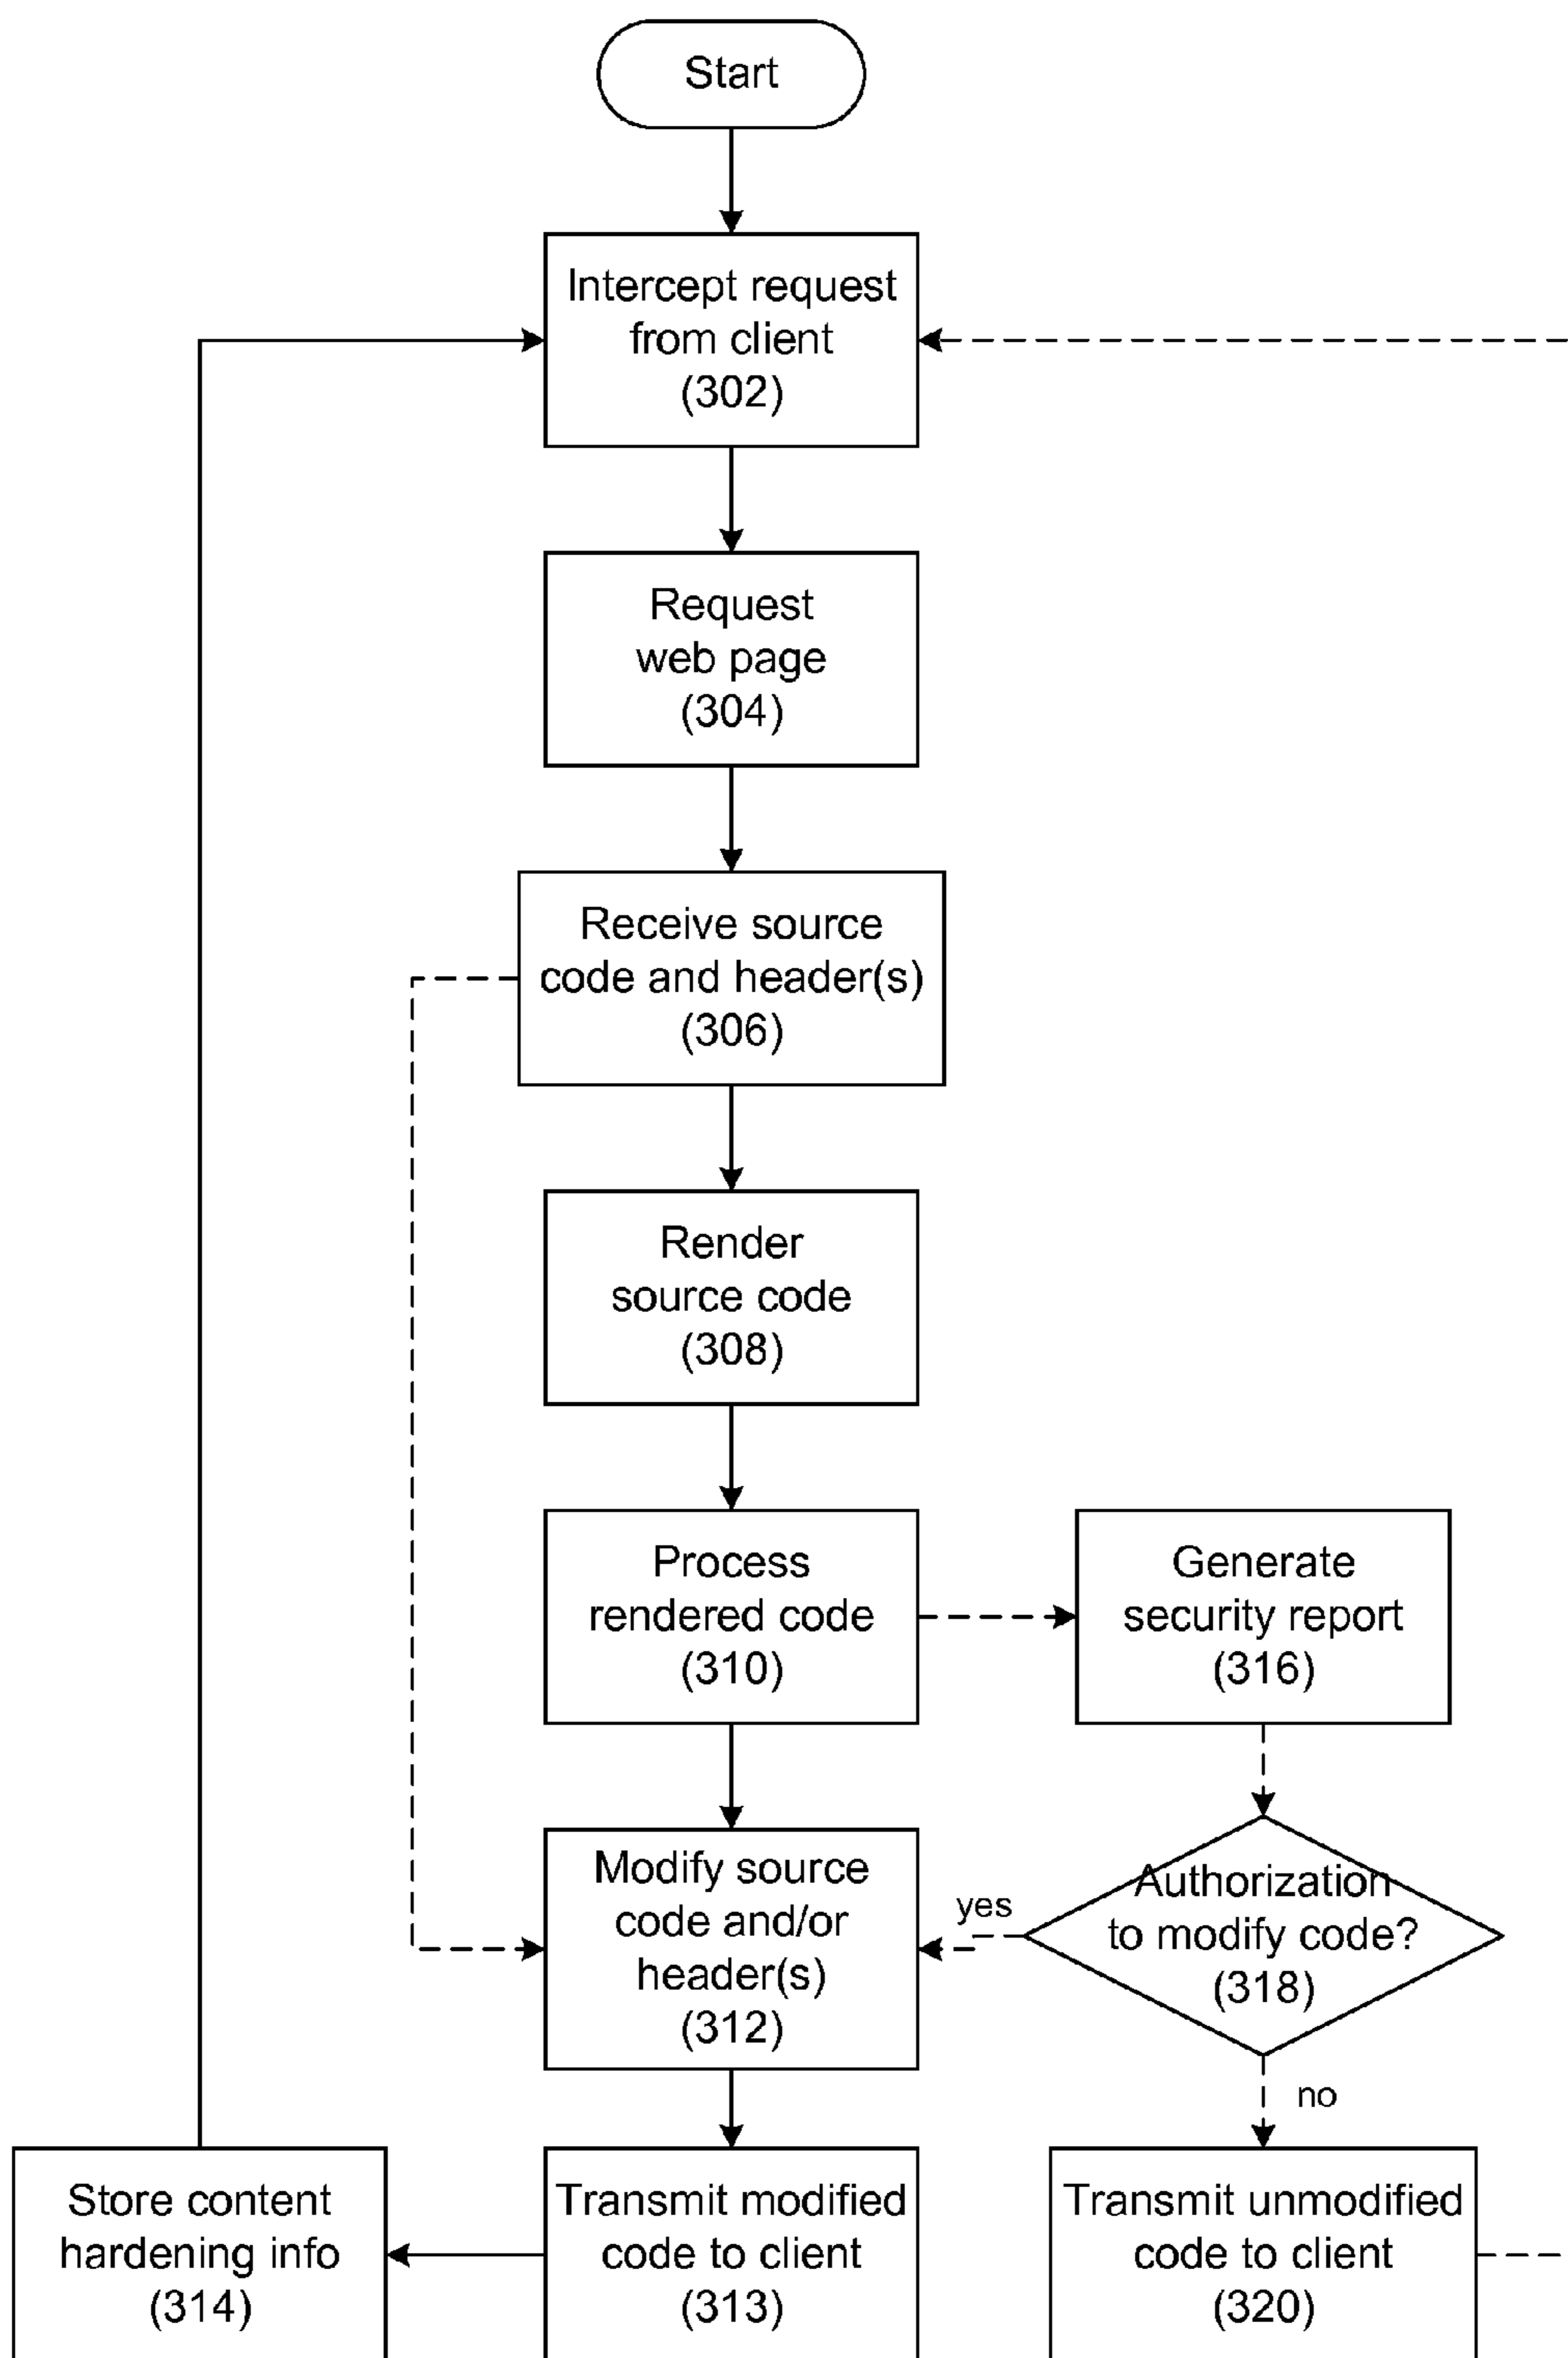 Start
Intercept request
from client
(302)
Request
web page
(304)
Receive source
code and header(s)
(306)
Render
source code
(308)
Process
rendered code
(310)
Generate
security report
(316)
Modify source
code and/or
header(s)
(312)
yes
Authorization
to modify code?
(318)
no
Store content
hardening info
(314)
Transmit modified
code to client
(313)
Transmit unmodified
code to client
(320)